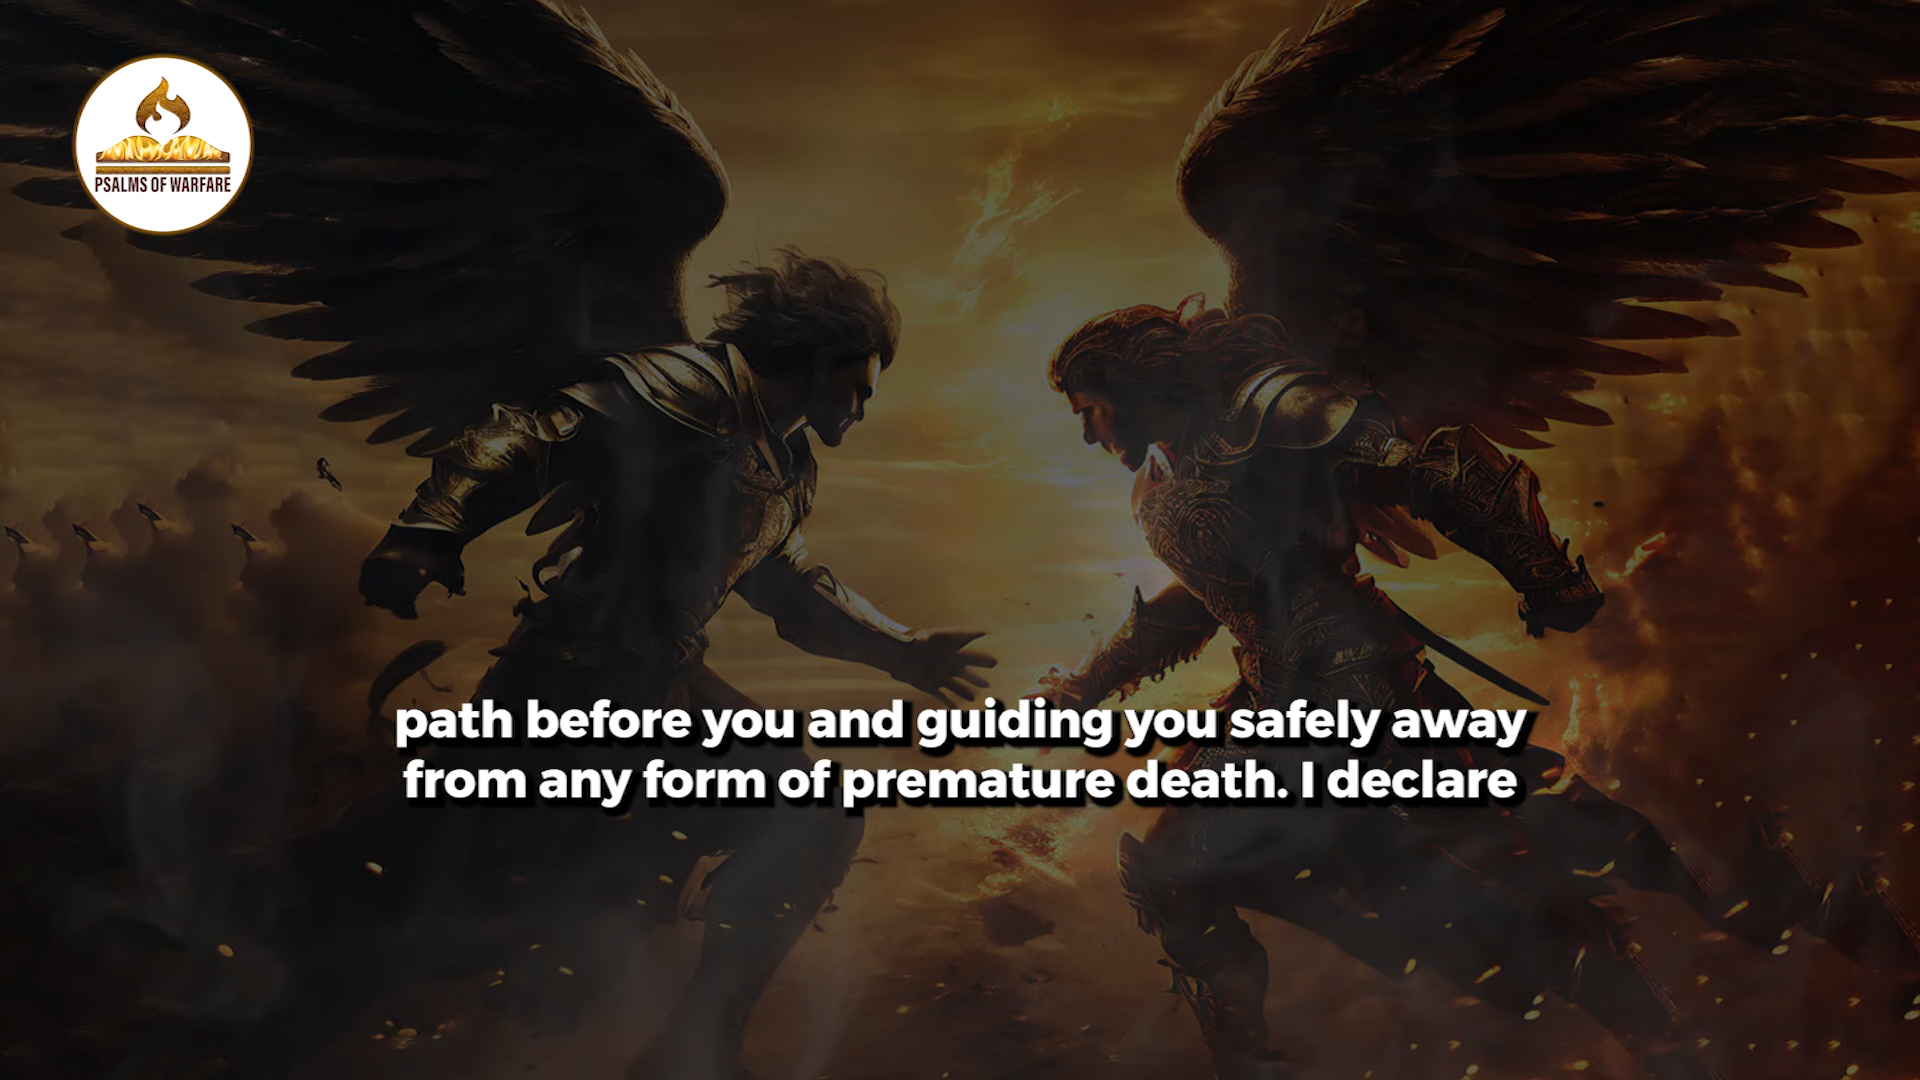 PSALMS OF WARFARE
path before you and guiding you safely away
from any form of premature death. I declare